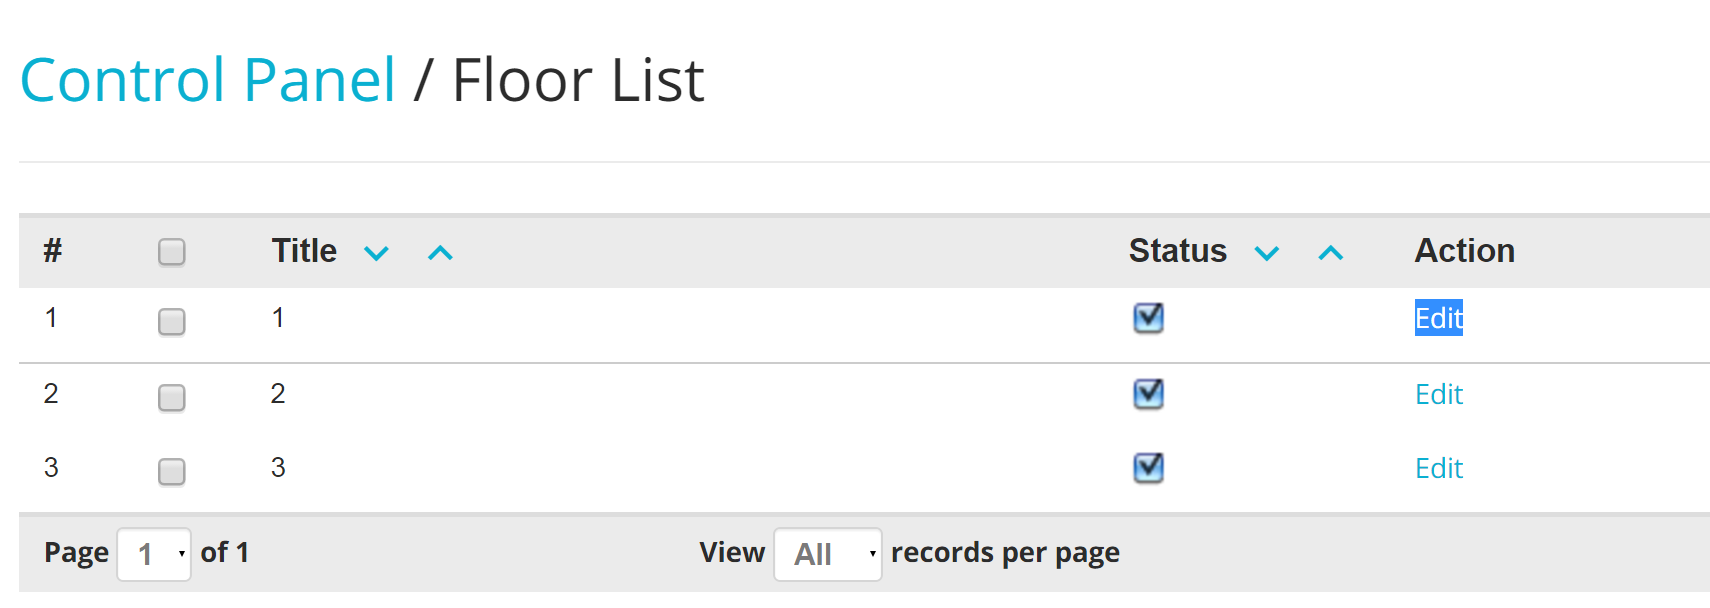 Control Panel / Floor List
# Title Status Action
1 1 Edit
2 2 Edit
3 3 Edit
Page 1 of 1 View All records per page